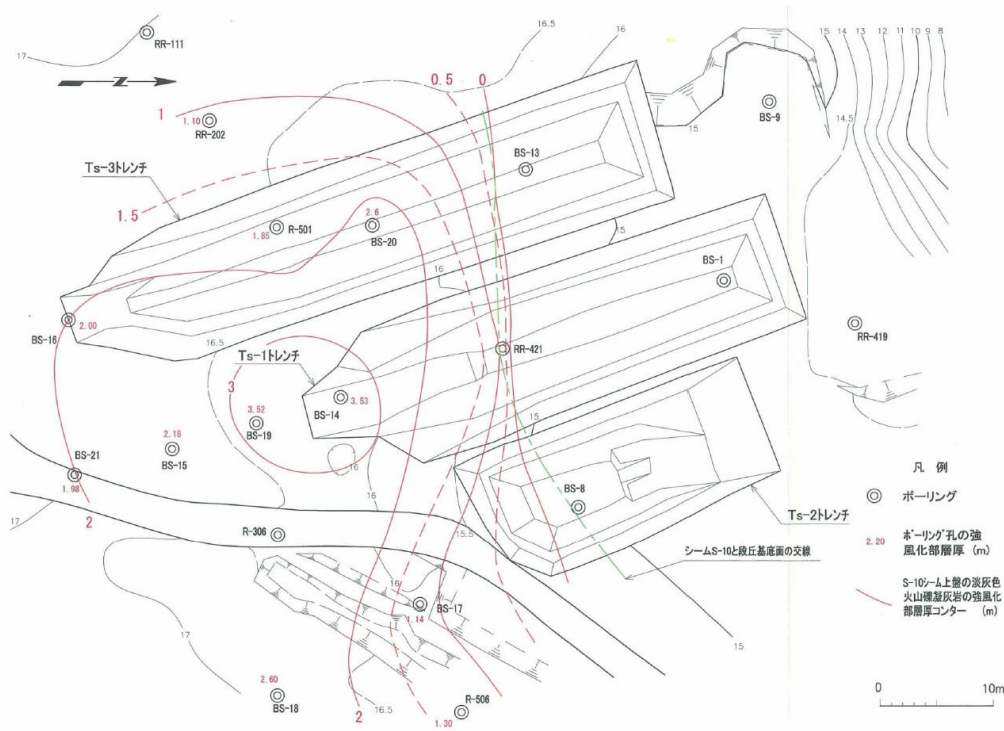 16.5
16
17
RR-111
15
14
13
12
11
10
9
8
N
0.5
0
1
15
14.5
BS-9
1.10
RR-202
BS-13
Ts-3トレンチ
1.5
2.6
R-501
1.85
BS-20
15
16
BS-1
2.00
BS-16
RR-419
16.5
RR-421
Ts-1トレンチ
3
BS-14
3.53
3.52
BS-19
15
2.18
BS-15
16
16
凡 例
BS-21
1.98
ボーリング
BS-8
2
17
Ts-2トレンチ
R-306
15.5
2.20
ボーリング孔の強
風化部層厚 (m)
シームS-10と段丘基底面の交線
16
S-10シーム上盤の淡灰色
火山礫凝灰岩の強風化
部層厚コンター (m)
BS-17
1.14
17
15
2.60
BS-18
2
16.5
R-506
1.30
0
10m